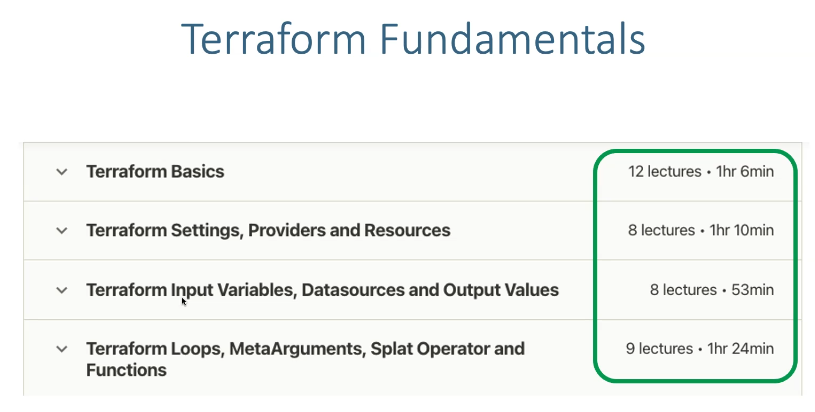 Terraform Fundamentals
Terraform Basics
12 lectures • 1hr 6min
Terraform Settings, Providers and Resources
8 lectures • 1hr 10min
Terraform Input Variables, Datasources and Output Values
8 lectures • 53min
Terraform Loops, MetaArguments, Splat Operator and
Functions
9 lectures • 1hr 24min